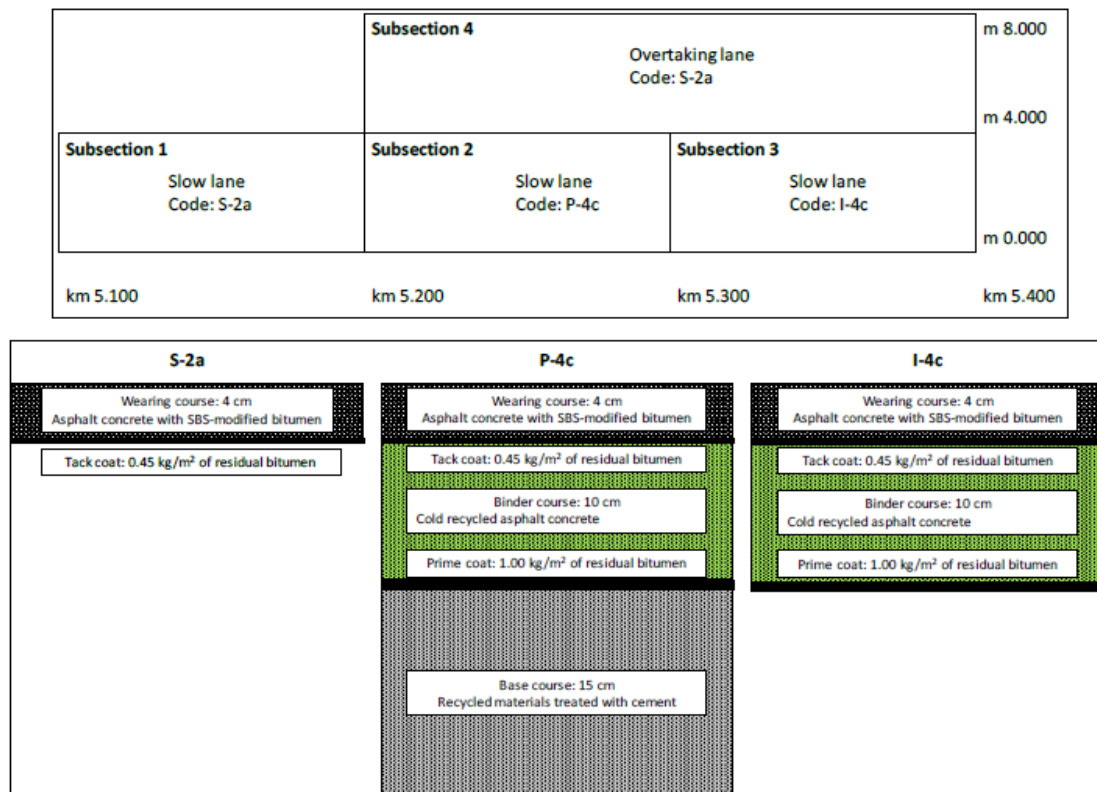 Subsection 4
Overtaking lane
Code: S-2a
m 8.000
m 4.000
Subsection 1
Slow lane
Code: S-2a
Subsection 2
Slow lane
Code: P-4c
Subsection 3
Slow lane
Code: I-4c
m 0.000
km 5.100
km 5.200
km 5.300
km 5.400
S-2a
Wearing course: 4 cm
Asphalt concrete with SBS-modified bitumen
Tack coat: 0.45 kg/m² of residual bitumen
P-4c
Wearing course: 4 cm
Asphalt concrete with SBS-modified bitumen
Tack coat: 0.45 kg/m² of residual bitumen
Binder course: 10 cm
Cold recycled asphalt concrete
Prime coat: 1.00 kg/m² of residual bitumen
Base course: 15 cm
Recycled materials treated with cement
I-4c
Wearing course: 4 cm
Asphalt concrete with SBS-modified bitumen
Tack coat: 0.45 kg/m² of residual bitumen
Binder course: 10 cm
Cold recycled asphalt concrete
Prime coat: 1.00 kg/m² of residual bitumen